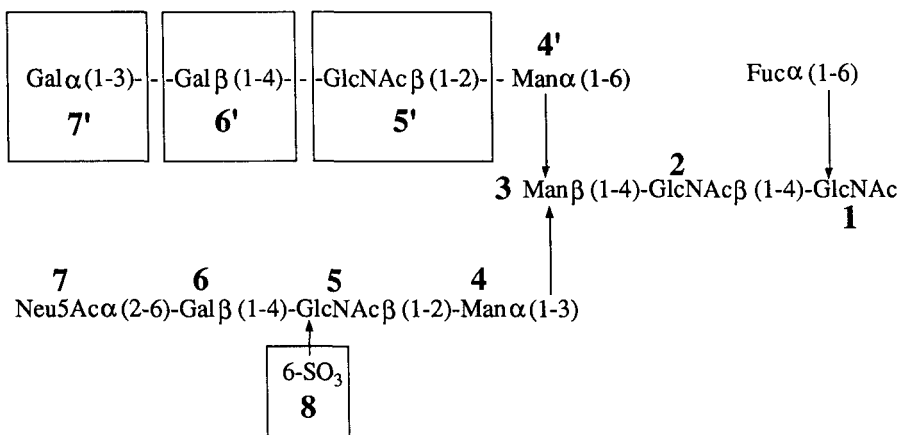 4'
Galα(1-3)- - -Galβ(1-4)- - -GlcNAcβ(1-2)- - Manα(1-6) Fucα(1-6)
7' 6' 5'
2
3 Manβ(1-4)-GlcNAcβ(1-4)-GlcNAc
1
7 6 5 4
Neu5Acα(2-6)-Galβ(1-4)-GlcNAcβ(1-2)-Manα(1-3)
6-SO₃
8